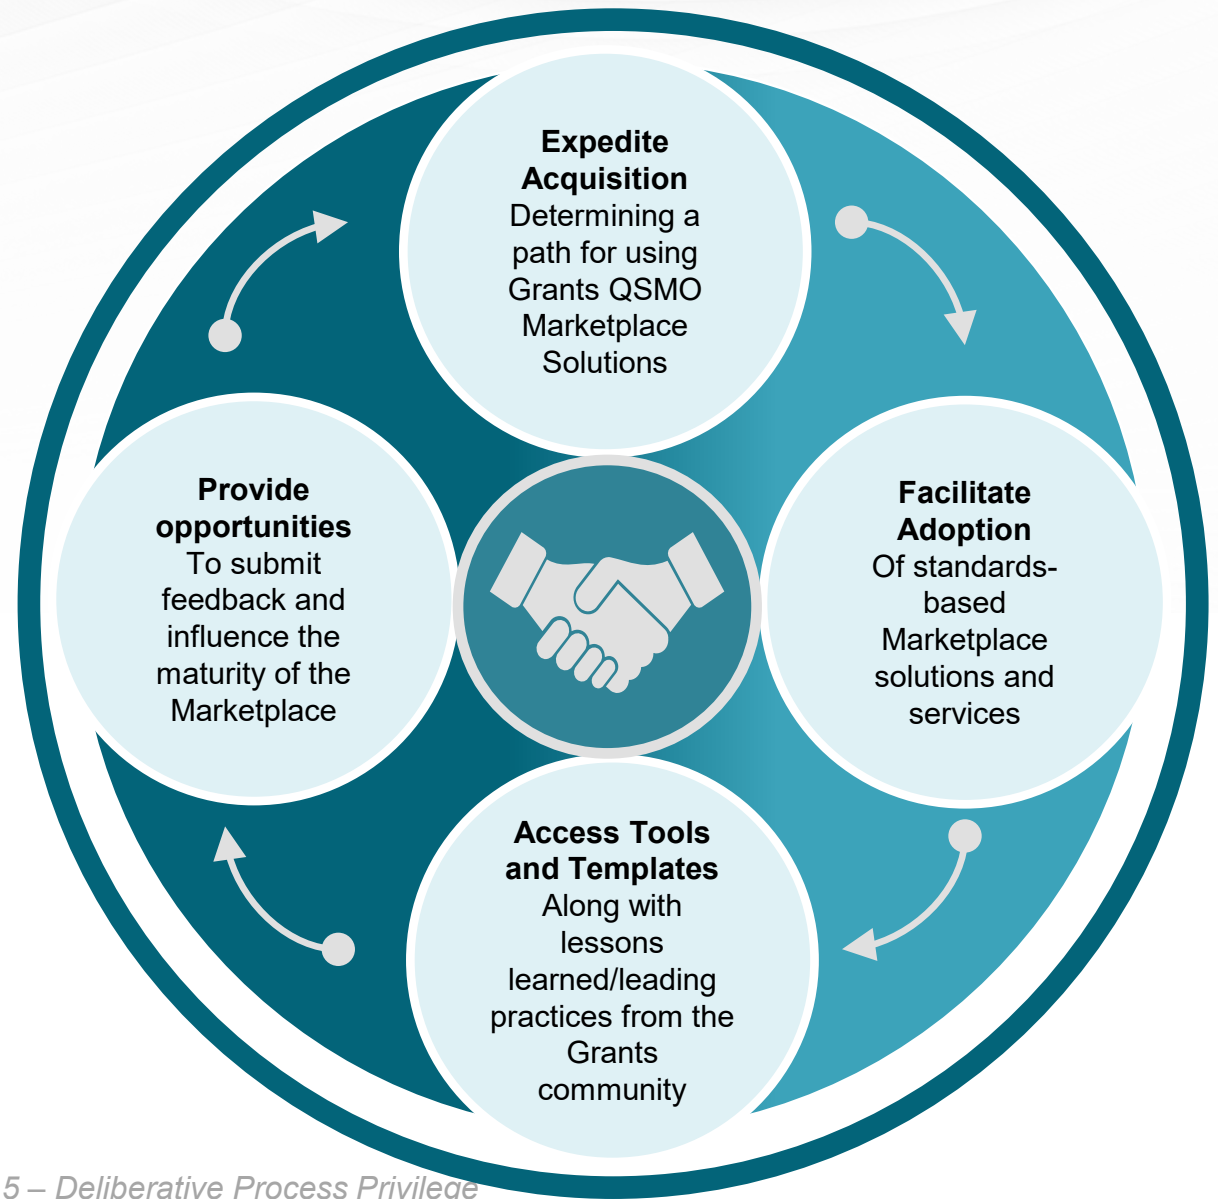 Expedite
Acquisition
Determining a
path for using
Grants QSMO
Marketplace
Solutions
Provide
opportunities
To submit
feedback and
influence the
maturity of the
Marketplace
Facilitate
Adoption
Of standards-
based
Marketplace
solutions and
services
Access Tools
and Templates
Along with
lessons
learned/leading
practices from the
Grants
community
5 – Deliberative Process Privilege